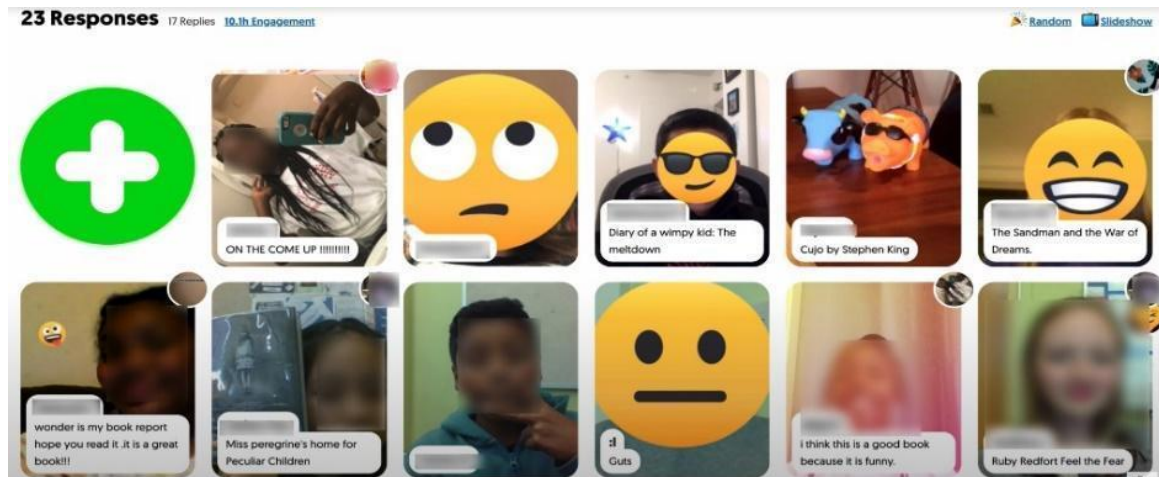 23 Responses 17 Replies 10.1h Engagement Random Slideshow
ON THE COME UP !!!!!!!!!!
Diary of a wimpy kid: The
meltdown
Cujo by Stephen King
The Sandman and the War of
Dreams.
wonder is my book report
hope you read it .it is a great
book!!!
Miss peregrine's home for
Peculiar Children
:l
Guts
i think this is a good book
because it is funny.
Ruby Redfort Feel the Fear